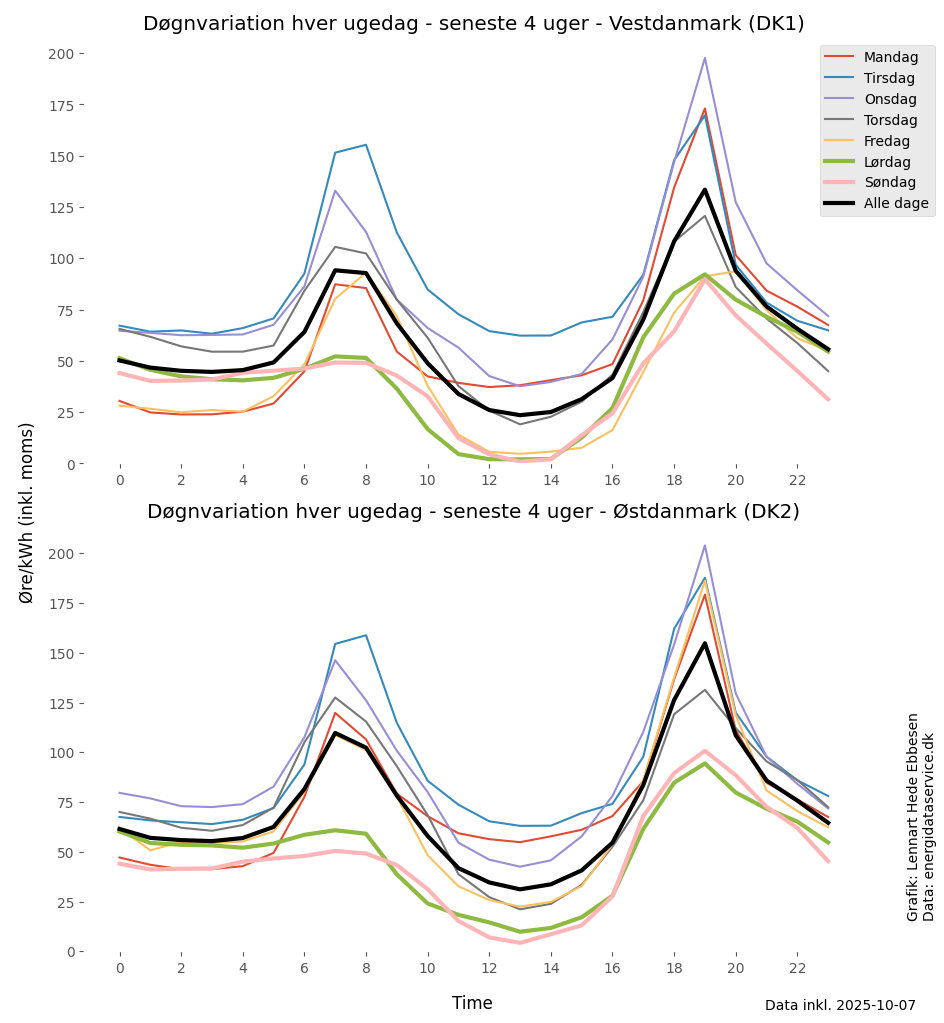 Døgnvariation hver ugedag - seneste 4 uger - Vestdanmark (DK1)
200
175
150
125
100
75
50
25
0
0 2 4 6 8 10 12 14 16 18 20 22
Mandag
Tirsdag
Onsdag
Torsdag
Fredag
Lørdag
Søndag
Alle dage
Øre/kWh (inkl. moms)
Døgnvariation hver ugedag - seneste 4 uger - Østdanmark (DK2)
200
175
150
125
100
75
50
25
0
0 2 4 6 8 10 12 14 16 18 20 22
Time
Grafik: Lennart Hede Ebbesen
Data: energidataservice.dk
Data inkl. 2025-10-07